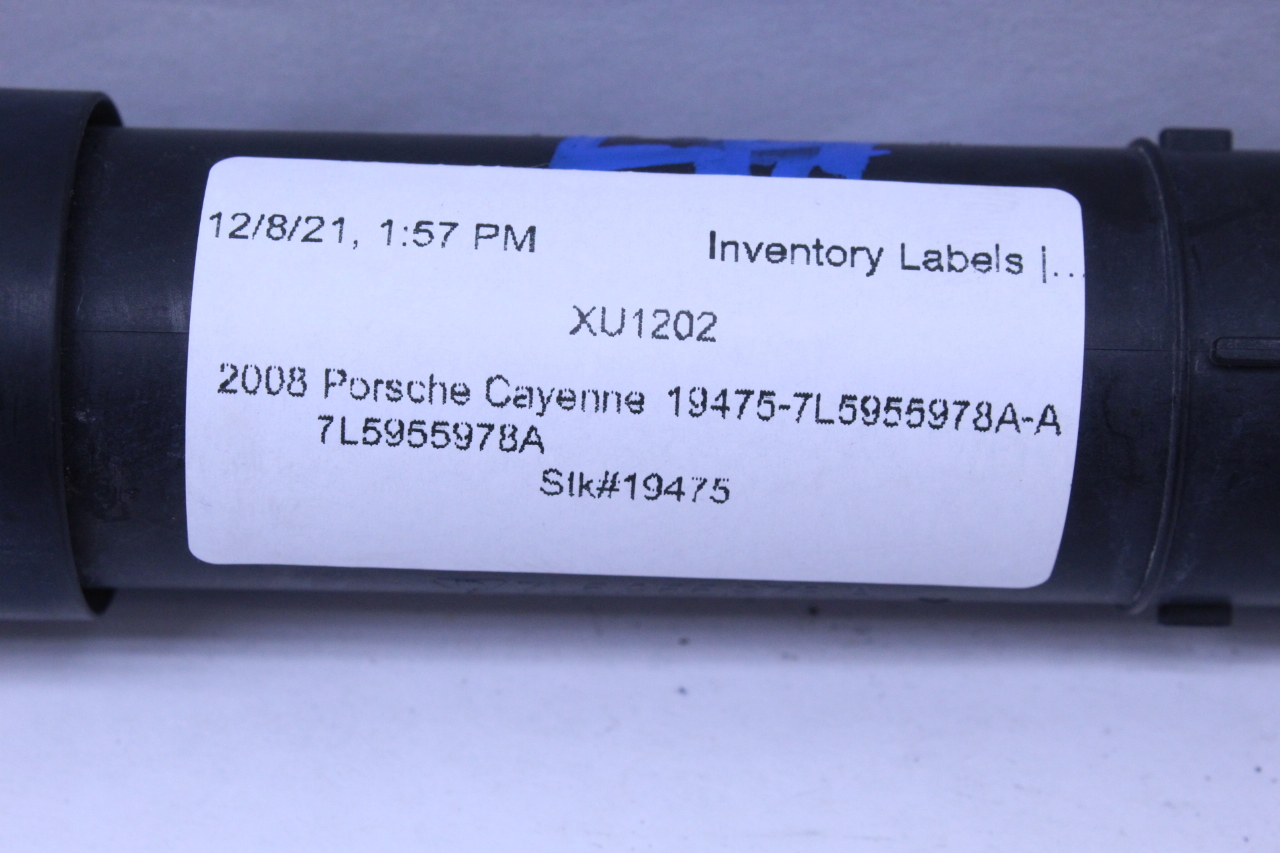 12/8/21, 1:57 PM Inventory Labels |...
XU1202
2008 Porsche Cayenne 19475-7L5955978A-A
7L5955978A
Stk#19475